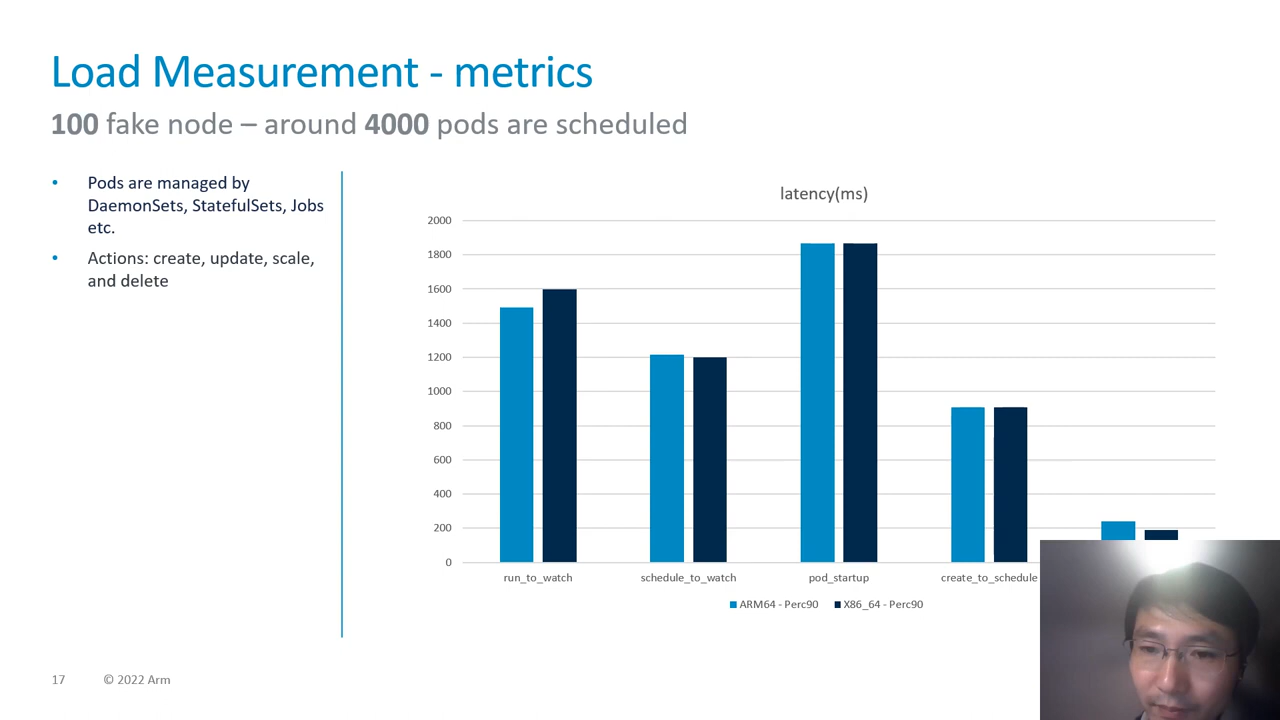 Load Measurement - metrics
100 fake node – around 4000 pods are scheduled
• Pods are managed by
DaemonSets, StatefulSets, Jobs
etc.
• Actions: create, update, scale,
and delete
latency(ms)
2000
1800
1600
1400
1200
1000
800
600
400
200
0
run_to_watch
schedule_to_watch
pod_startup
create_to_schedule
ARM64 - Perc90
X86_64 - Perc90
17
© 2022 Arm